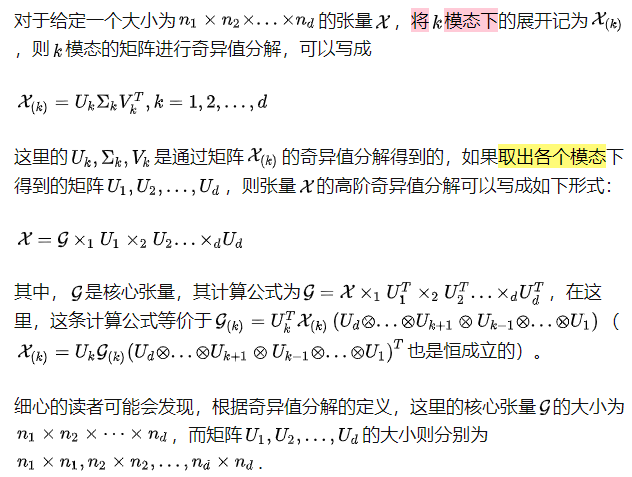 对于给定一个大小为 $n_1 \times n_2 \times \ldots \times n_d$ 的张量 $\mathcal{X}$ ，将 $k$ 模态下的展开记为 $\mathcal{X}_{(k)}$
，则 $k$ 模态的矩阵进行奇异值分解，可以写成
$\mathcal{X}_{(k)} = U_k \Sigma_k V_k^T, k = 1, 2, \ldots, d$
这里的 $U_k, \Sigma_k, V_k$ 是通过矩阵 $\mathcal{X}_{(k)}$ 的奇异值分解得到的，如果取出各个模态下
得到的矩阵 $U_1, U_2, \ldots, U_d$ ，则张量 $\mathcal{X}$ 的高阶奇异值分解可以写成如下形式：
$\mathcal{X} = \mathcal{G} \times_1 U_1 \times_2 U_2 \ldots \times_d U_d$
其中， $\mathcal{G}$ 是核心张量，其计算公式为 $\mathcal{G} = \mathcal{X} \times_1 U_1^T \times_2 U_2^T \ldots \times_d U_d^T$ ，在这
里，这条计算公式等价于 $\mathcal{G}_{(k)} = U_k^T \mathcal{X}_{(k)} (U_d \otimes \ldots \otimes U_{k+1} \otimes U_{k-1} \otimes \ldots \otimes U_1)$ （
$\mathcal{X}_{(k)} = U_k \mathcal{G}_{(k)} (U_d \otimes \ldots \otimes U_{k+1} \otimes U_{k-1} \otimes \ldots \otimes U_1)^T$ 也是恒成立的）。
细心的读者可能会发现，根据奇异值分解的定义，这里的核心张量 $\mathcal{G}$ 的大小为
$n_1 \times n_2 \times \cdots \times n_d$ ，而矩阵 $U_1, U_2, \ldots, U_d$ 的大小则分别为
$n_1 \times n_1, n_2 \times n_2, \ldots, n_d \times n_d$ .